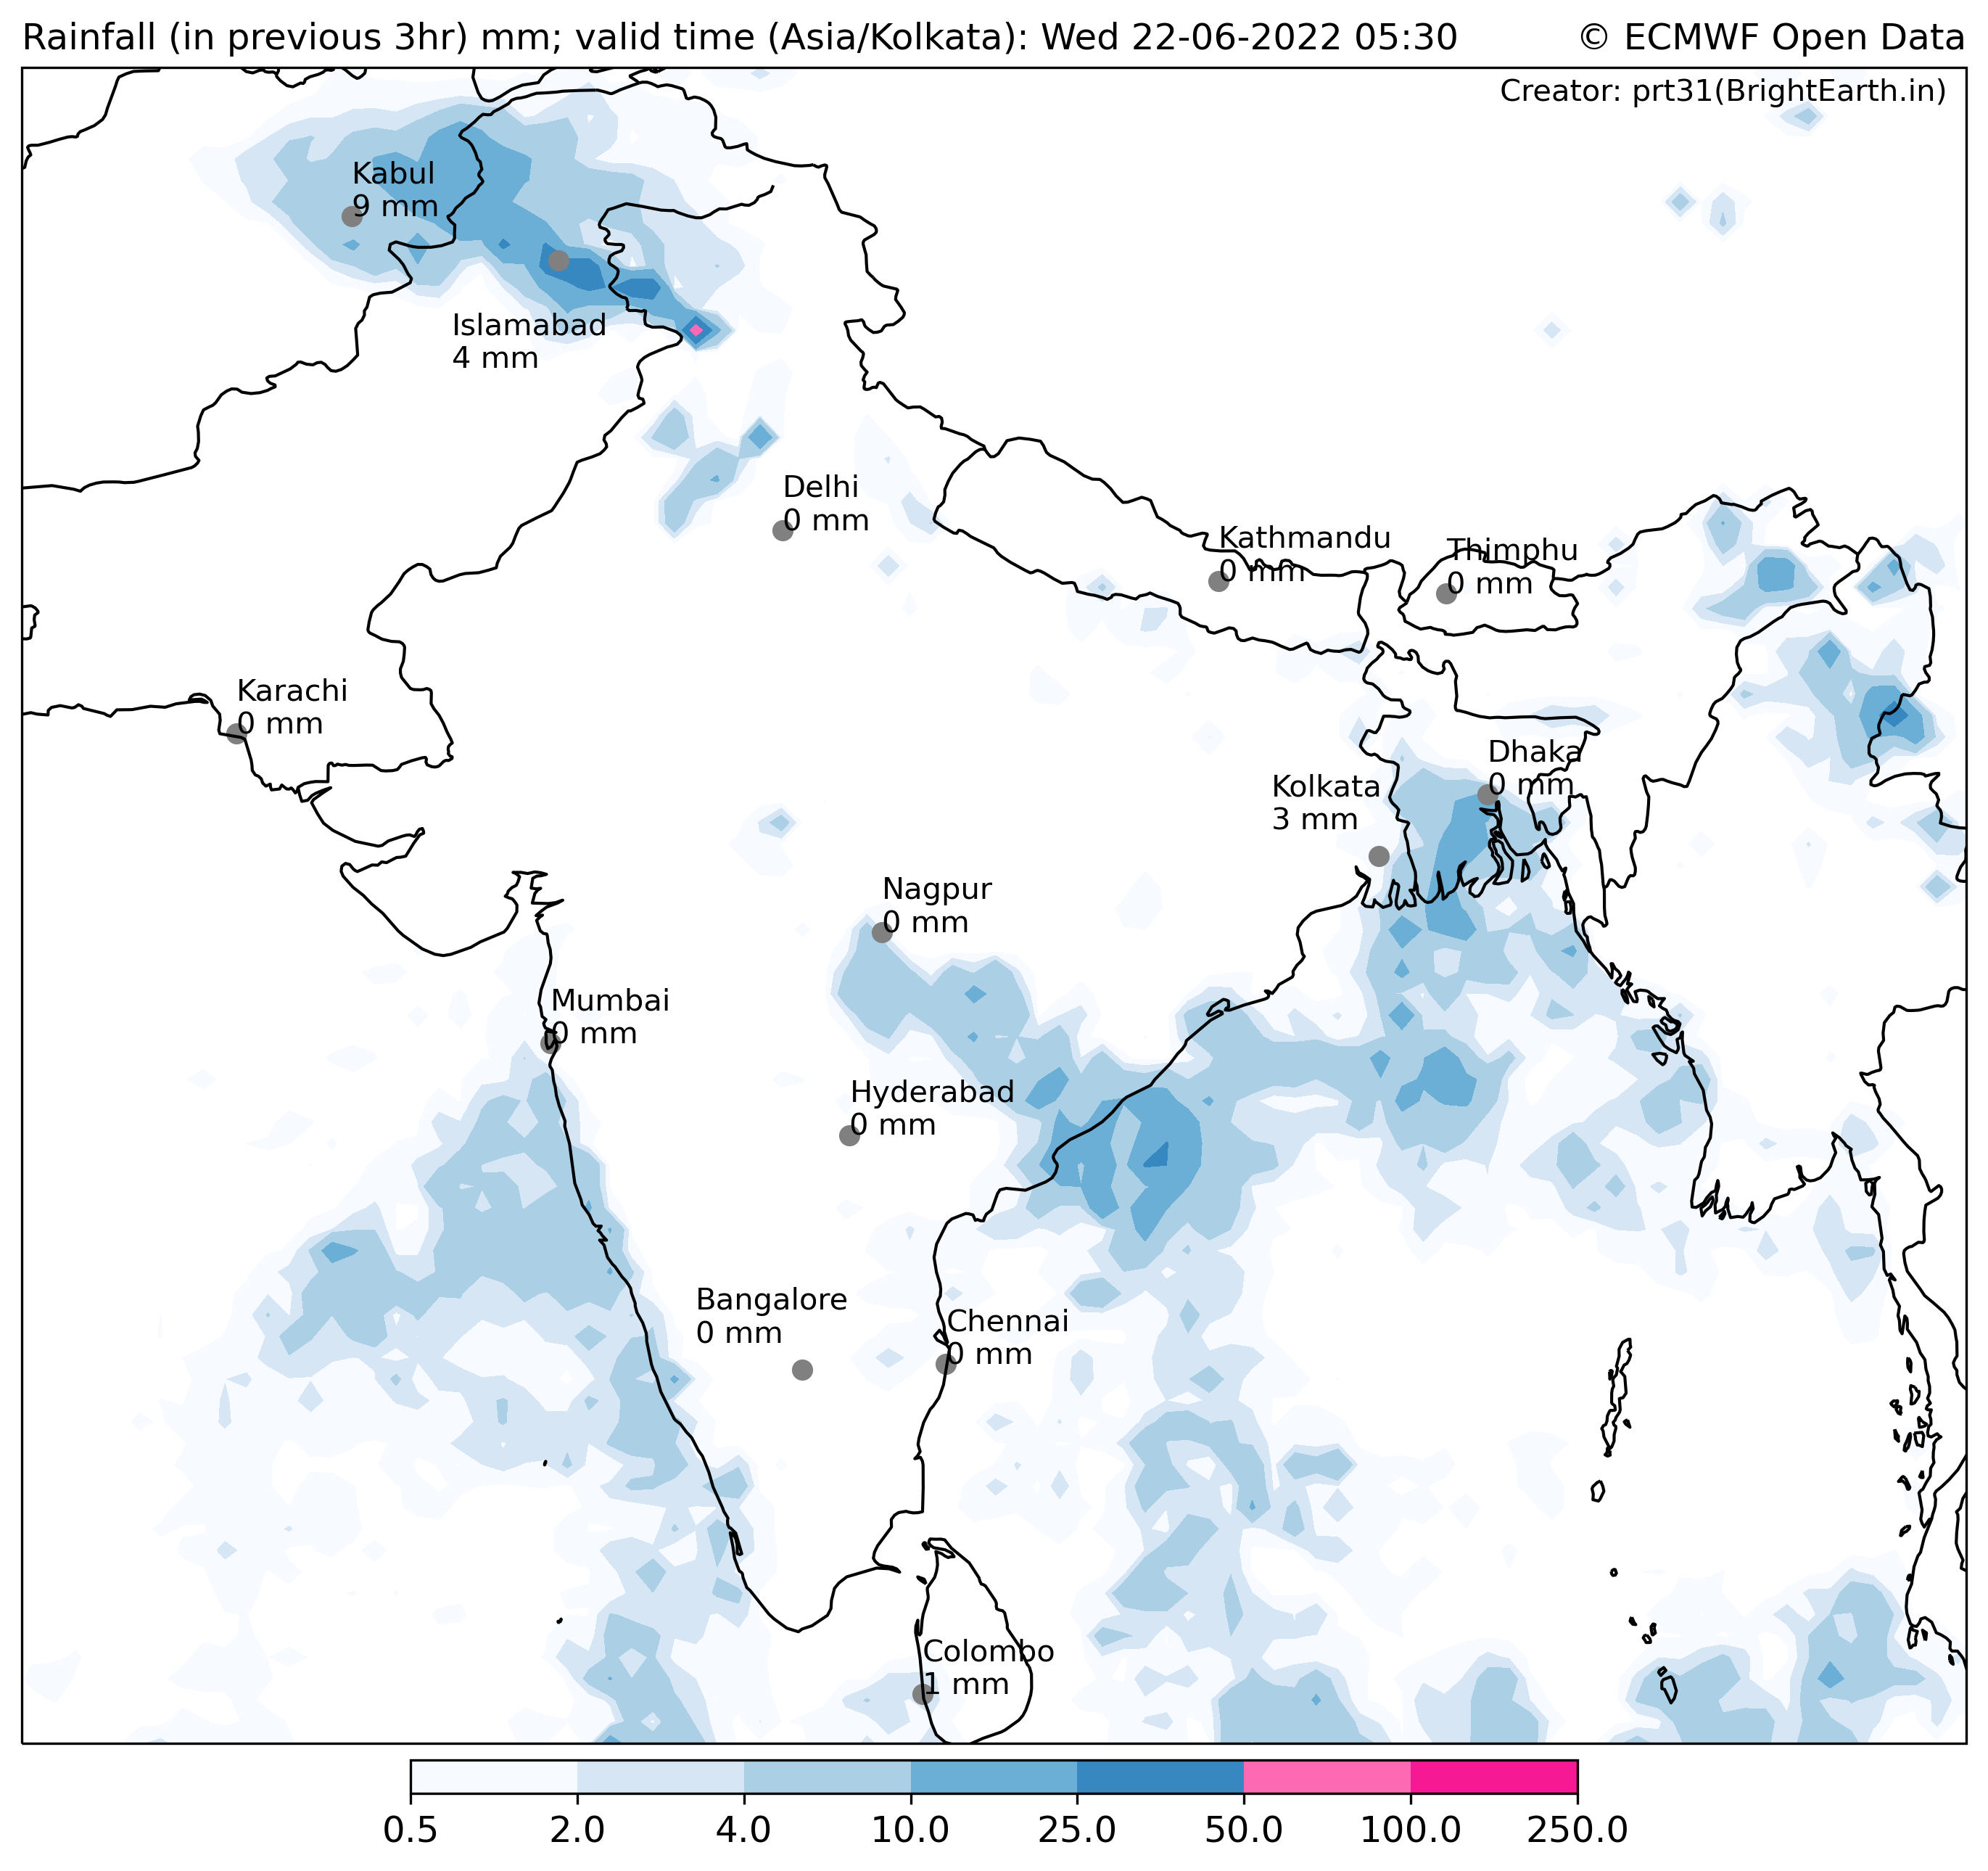 Rainfall (in previous 3hr) mm; valid time (Asia/Kolkata): Wed 22-06-2022 05:30
© ECMWF Open Data
Creator: prt31(BrightEarth.in)
Kabul
9 mm
Islamabad
4 mm
Delhi
0 mm
Kathmandu
0 mm
Thimphu
0 mm
Karachi
0 mm
Dhaka
0 mm
Kolkata
3 mm
Nagpur
0 mm
Mumbai
0 mm
Hyderabad
0 mm
Bangalore
0 mm
Chennai
0 mm
Colombo
1 mm
0.5 2.0 4.0 10.0 25.0 50.0 100.0 250.0